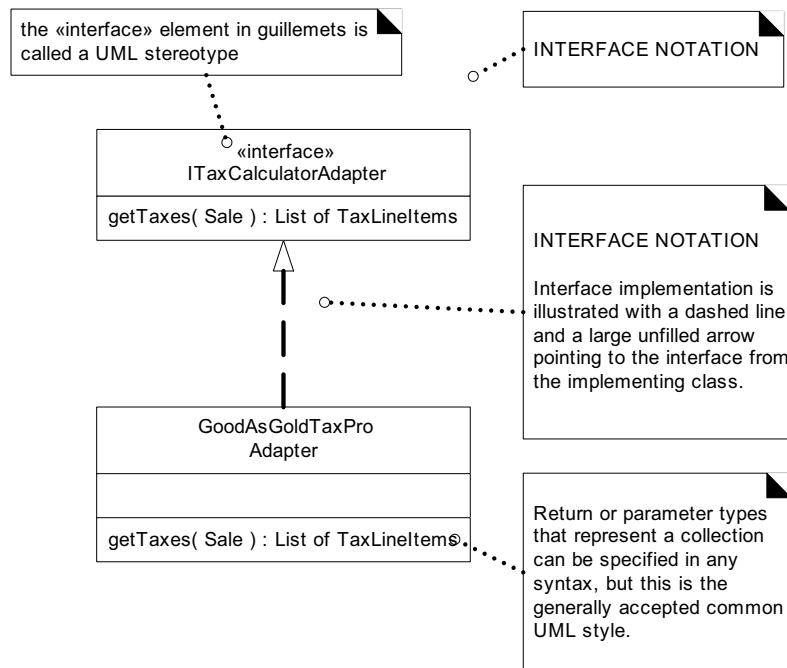 the «interface» element in guillemets is
called a UML stereotype
INTERFACE NOTATION
«interface»
ITaxCalculatorAdapter
getTaxes( Sale ) : List of TaxLineItems
INTERFACE NOTATION
Interface implementation is
illustrated with a dashed line
and a large unfilled arrow
pointing to the interface from
the implementing class.
GoodAsGoldTaxPro
Adapter
getTaxes( Sale ) : List of TaxLineItems
Return or parameter types
that represent a collection
can be specified in any
syntax, but this is the
generally accepted common
UML style.